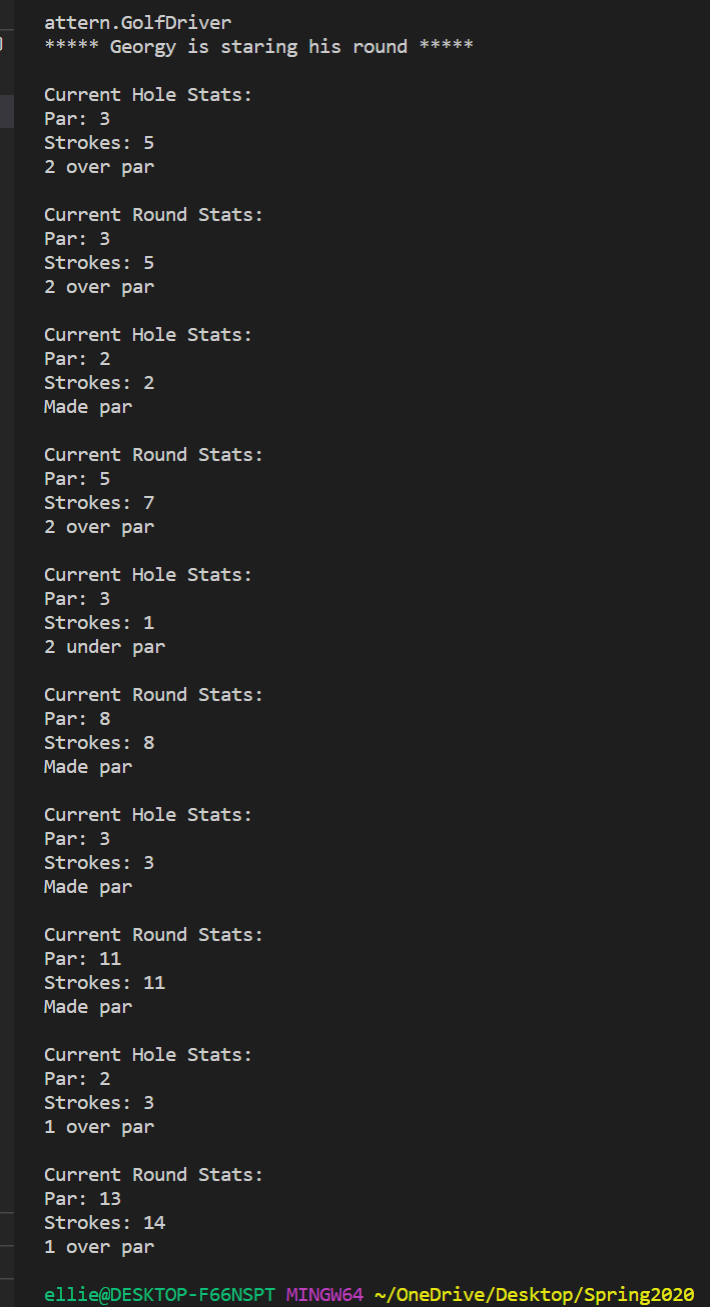 attern.GolfDriver
***** Georgy is staring his round *****
Current Hole Stats:
Par: 3
Strokes: 5
2 over par
Current Round Stats:
Par: 3
Strokes: 5
2 over par
Current Hole Stats:
Par: 2
Strokes: 2
Made par
Current Round Stats:
Par: 5
Strokes: 7
2 over par
Current Hole Stats:
Par: 3
Strokes: 1
2 under par
Current Round Stats:
Par: 8
Strokes: 8
Made par
Current Hole Stats:
Par: 3
Strokes: 3
Made par
Current Round Stats:
Par: 11
Strokes: 11
Made par
Current Hole Stats:
Par: 2
Strokes: 3
1 over par
Current Round Stats:
Par: 13
Strokes: 14
1 over par
ellie@DESKTOP-F66NSPT MINGW64 ~/OneDrive/Desktop/Spring2020